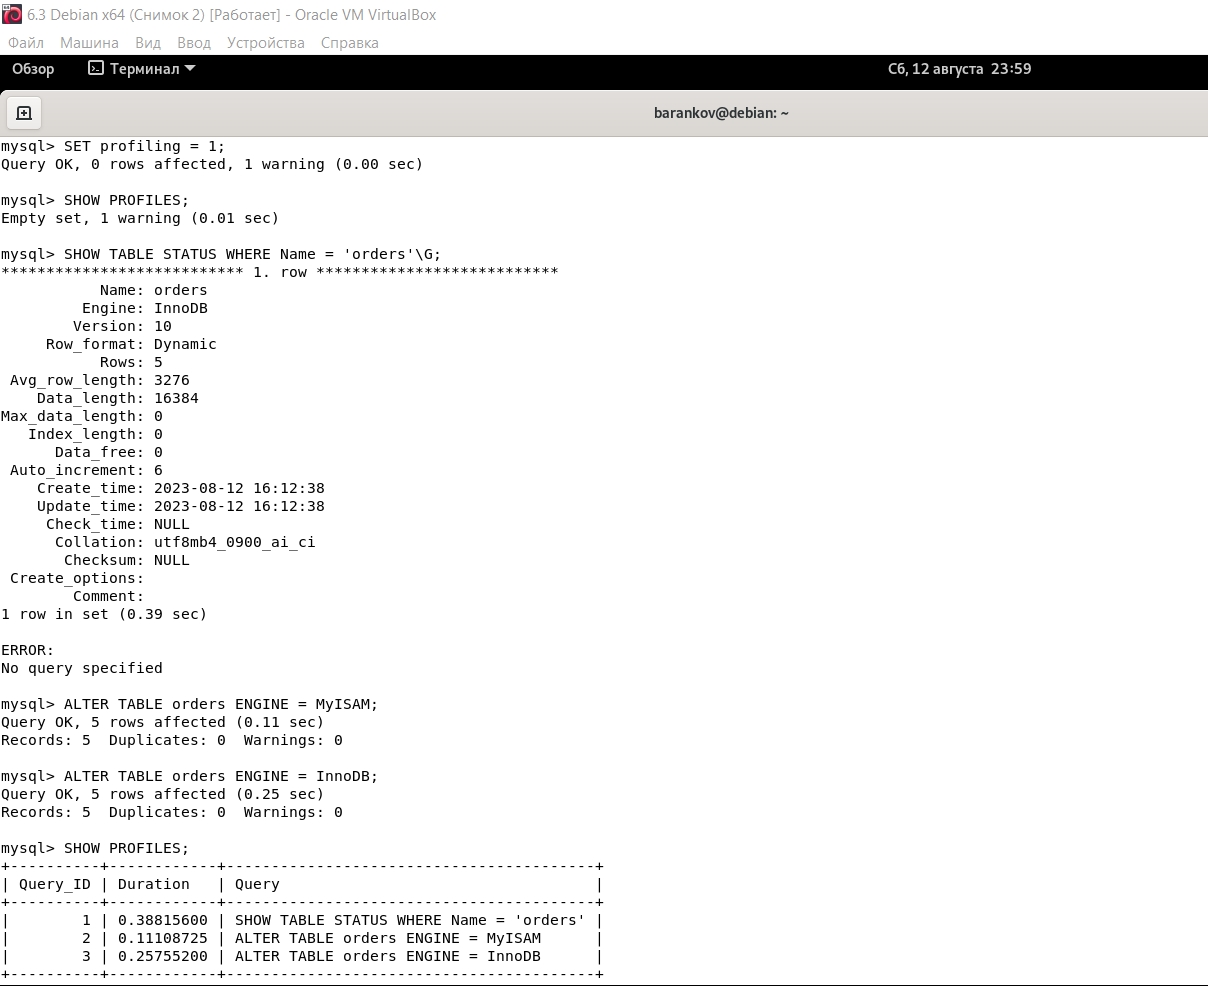 6.3 Debian x64 (Снимок 2) [Работает] - Oracle VM VirtualBox
Файл Машина Вид Ввод Устройства Справка
Обзор Терминал Сб, 12 августа 23:59
barankov@debian: ~
mysql> SET profiling = 1;
Query OK, 0 rows affected, 1 warning (0.00 sec)

mysql> SHOW PROFILES;
Empty set, 1 warning (0.01 sec)

mysql> SHOW TABLE STATUS WHERE Name = 'orders'\G;
*************************** 1. row ***************************
           Name: orders
         Engine: InnoDB
        Version: 10
     Row_format: Dynamic
           Rows: 5
 Avg_row_length: 3276
    Data_length: 16384
Max_data_length: 0
   Index_length: 0
      Data_free: 0
 Auto_increment: 6
    Create_time: 2023-08-12 16:12:38
    Update_time: 2023-08-12 16:12:38
     Check_time: NULL
      Collation: utf8mb4_0900_ai_ci
       Checksum: NULL
 Create_options:
        Comment:
1 row in set (0.39 sec)

ERROR:
No query specified

mysql> ALTER TABLE orders ENGINE = MyISAM;
Query OK, 5 rows affected (0.11 sec)
Records: 5  Duplicates: 0  Warnings: 0

mysql> ALTER TABLE orders ENGINE = InnoDB;
Query OK, 5 rows affected (0.25 sec)
Records: 5  Duplicates: 0  Warnings: 0

mysql> SHOW PROFILES;
+----------+------------+-----------------------------------------+
| Query_ID | Duration   | Query                                   |
+----------+------------+-----------------------------------------+
|        1 | 0.38815600 | SHOW TABLE STATUS WHERE Name = 'orders' |
|        2 | 0.11108725 | ALTER TABLE orders ENGINE = MyISAM      |
|        3 | 0.25755200 | ALTER TABLE orders ENGINE = InnoDB      |
+----------+------------+-----------------------------------------+